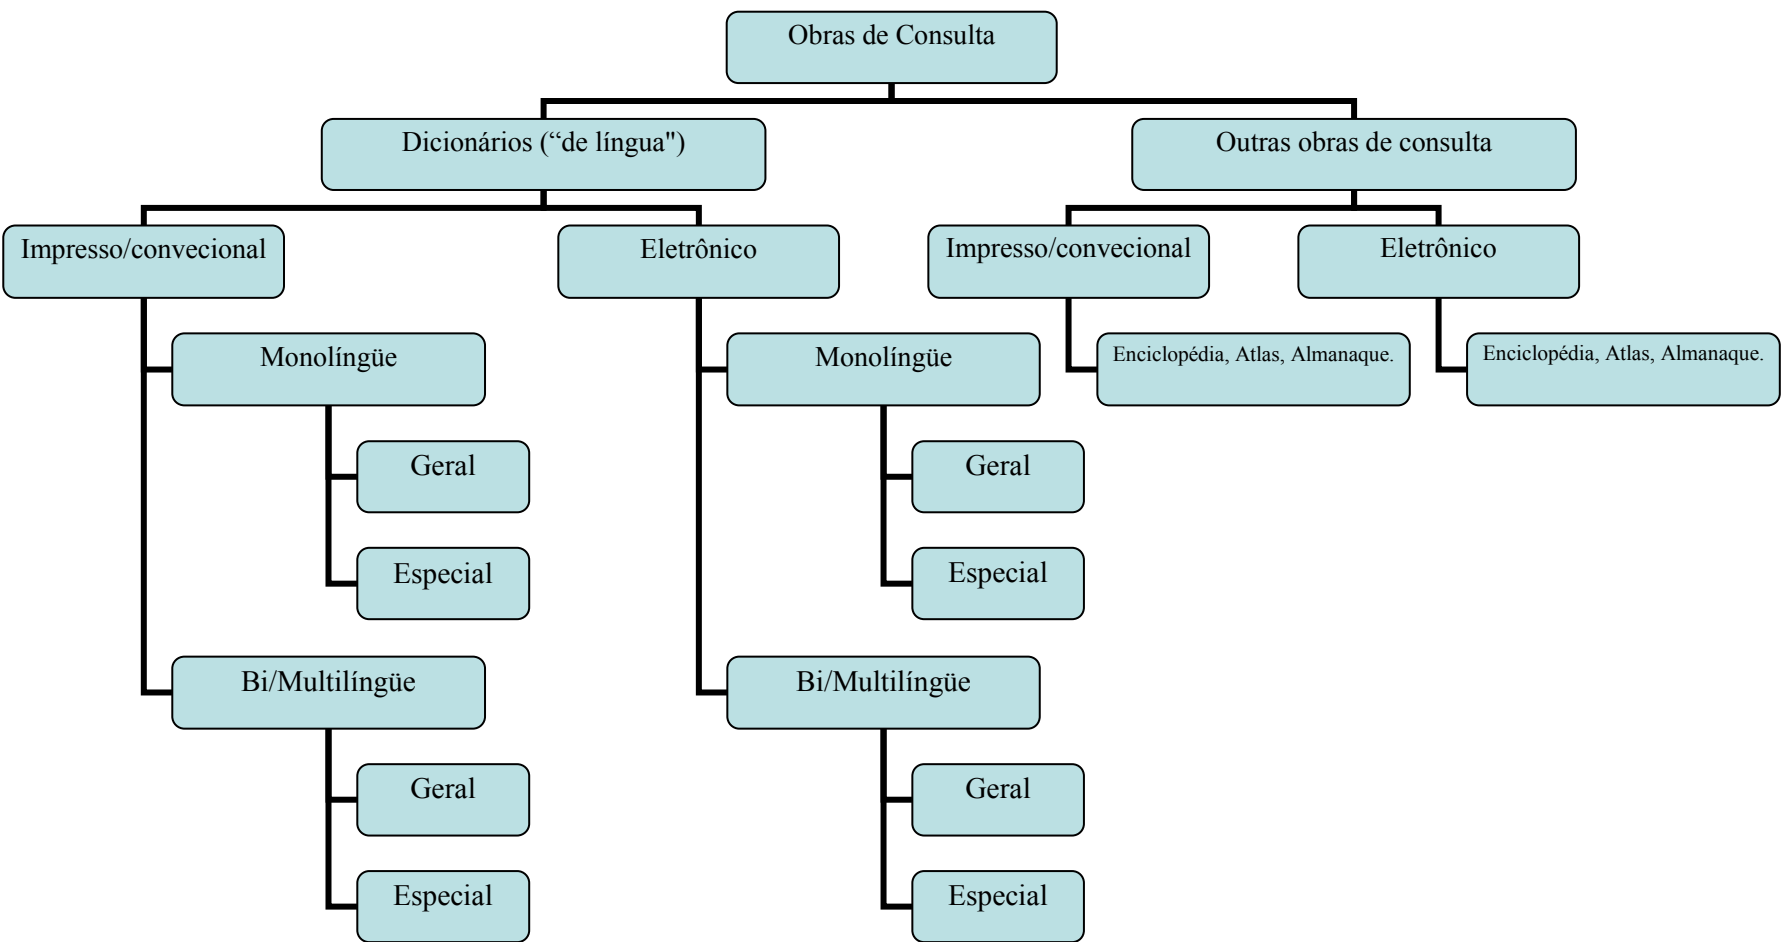 Obras de Consulta
Dicionários (“de língua")
Outras obras de consulta
Impresso/convecional
Eletrônico
Impresso/convecional
Eletrônico
Monolíngüe
Monolíngüe
Enciclopédia, Atlas, Almanaque.
Enciclopédia, Atlas, Almanaque.
Geral
Geral
Especial
Especial
Bi/Multilíngüe
Bi/Multilíngüe
Geral
Geral
Especial
Especial